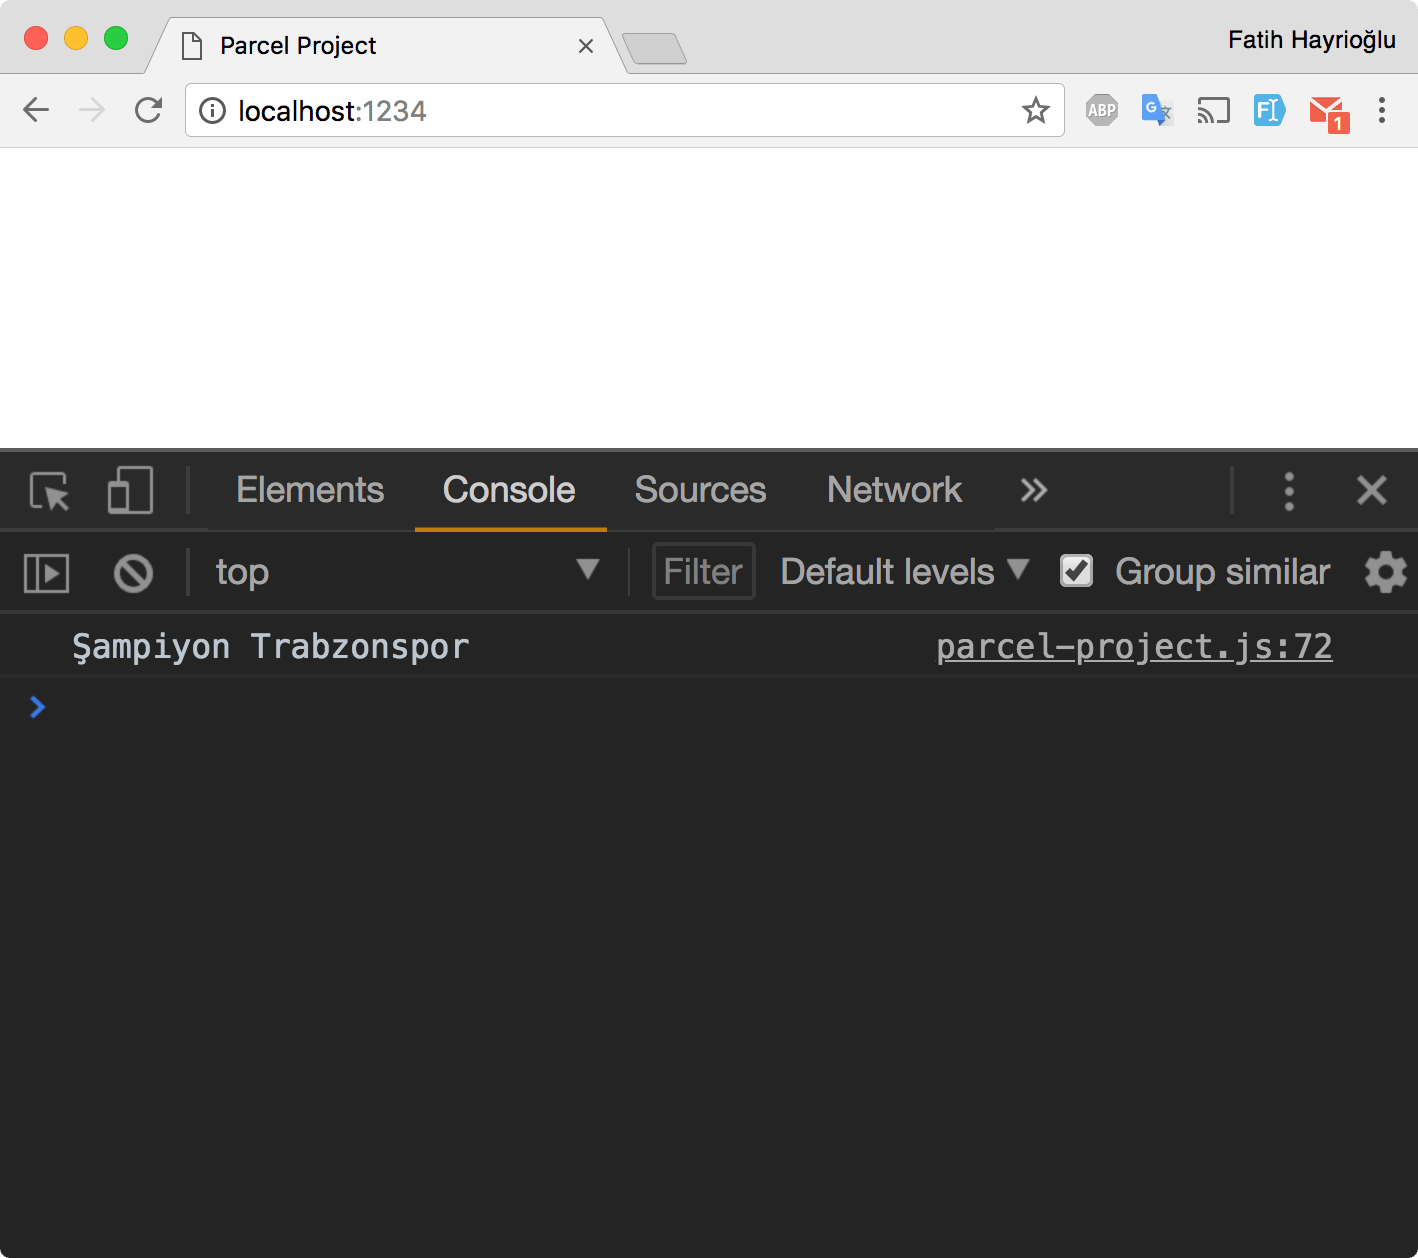 Parcel Project
Fatih Hayrioğlu
localhost:1234
ABP
G 文
F
1
Elements Console Sources Network
top Filter Default levels Group similar
Şampiyon Trabzonspor parcel-project.js:72